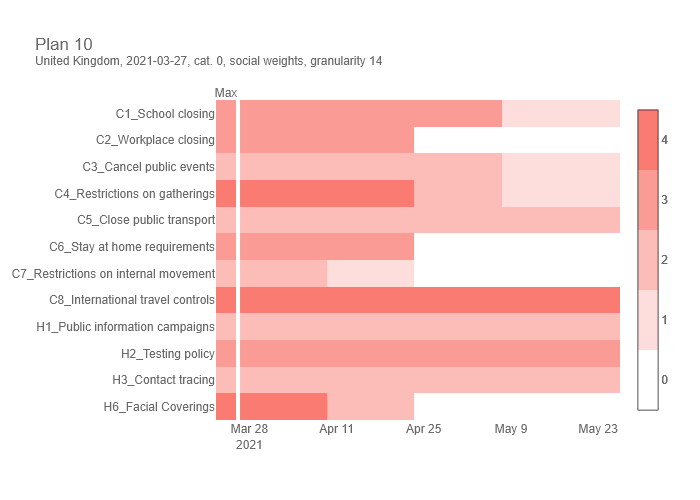 Plan 10
United Kingdom, 2021-03-27, cat. 0, social weights, granularity 14
Max
C1_School closing
C2_Workplace closing
C3_Cancel public events
C4_Restrictions on gatherings
C5_Close public transport
C6_Stay at home requirements
C7_Restrictions on internal movement
C8_International travel controls
H1_Public information campaigns
H2_Testing policy
H3_Contact tracing
H6_Facial Coverings
Mar 28 Apr 11 Apr 25 May 9 May 23
2021
4
3
2
1
0